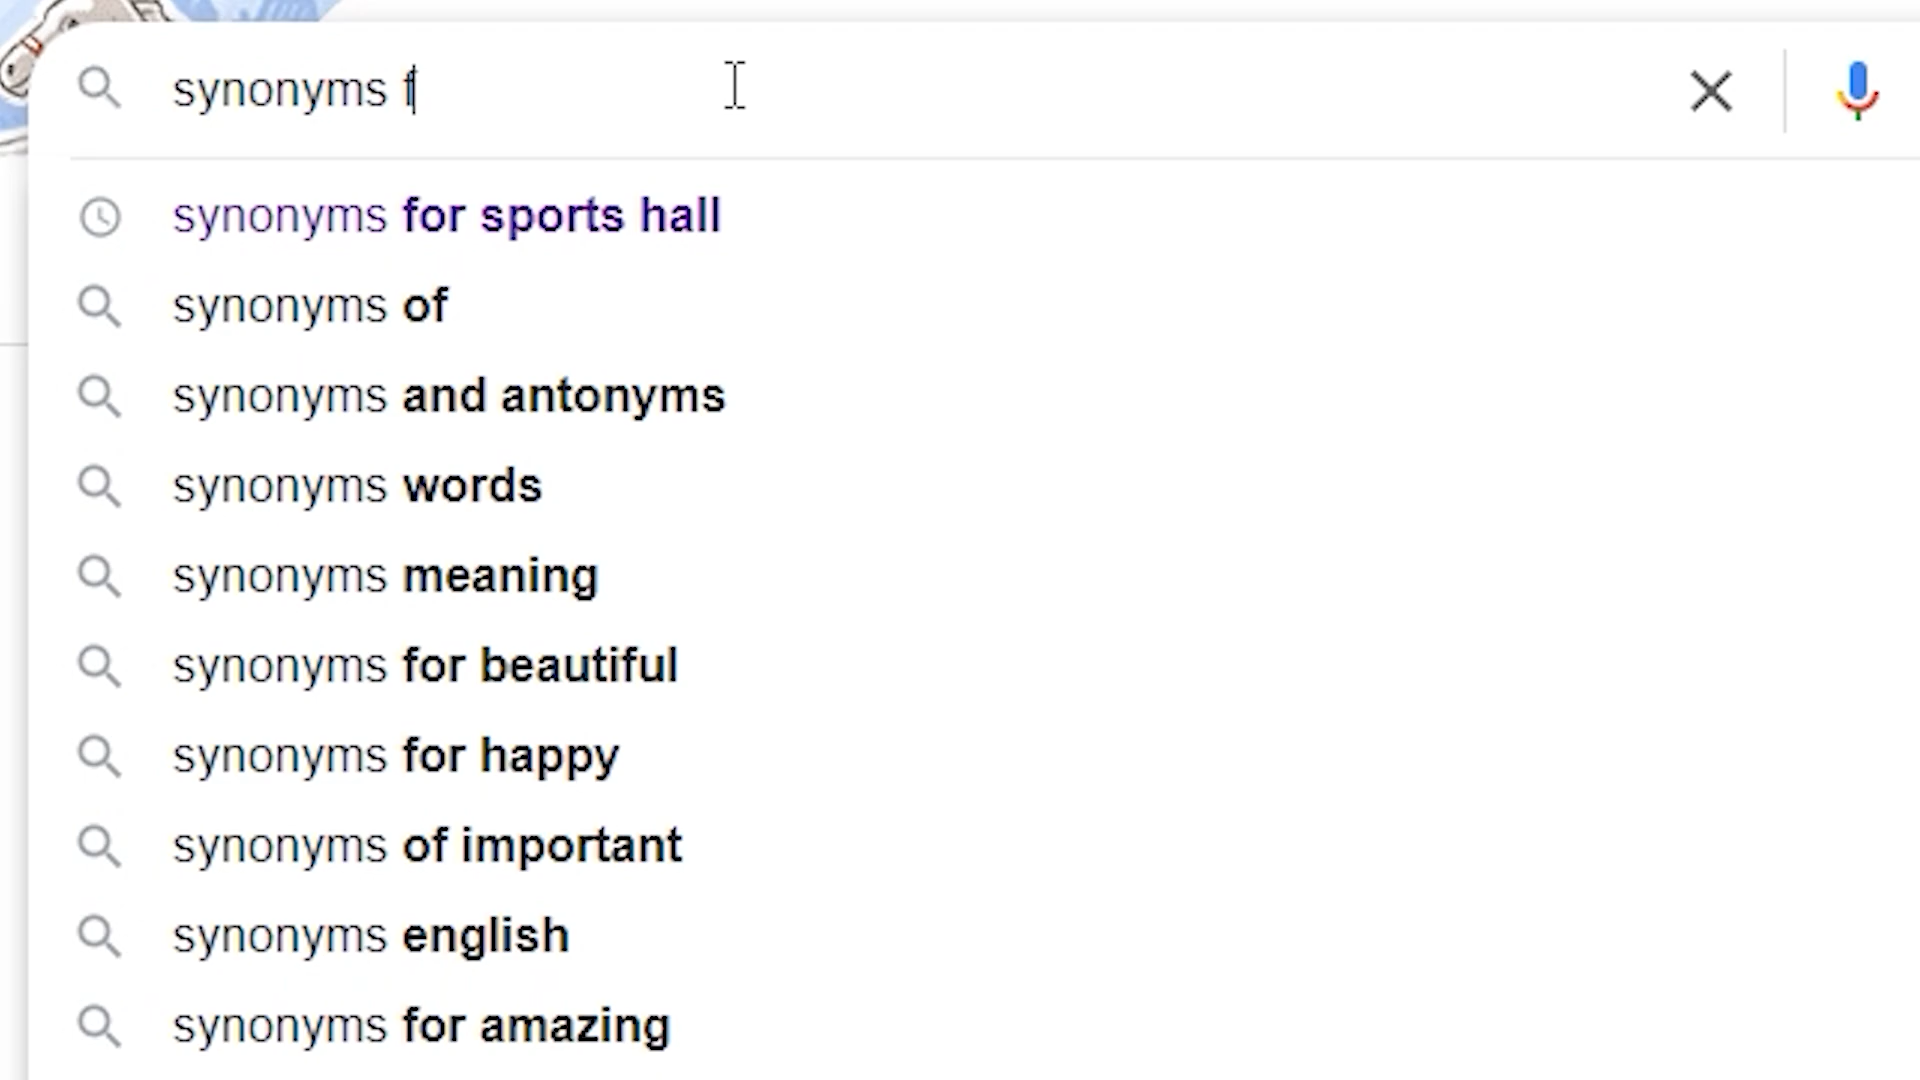 synonyms f
synonyms for sports hall
synonyms of
synonyms and antonyms
synonyms words
synonyms meaning
synonyms for beautiful
synonyms for happy
synonyms of important
synonyms english
synonyms for amazing